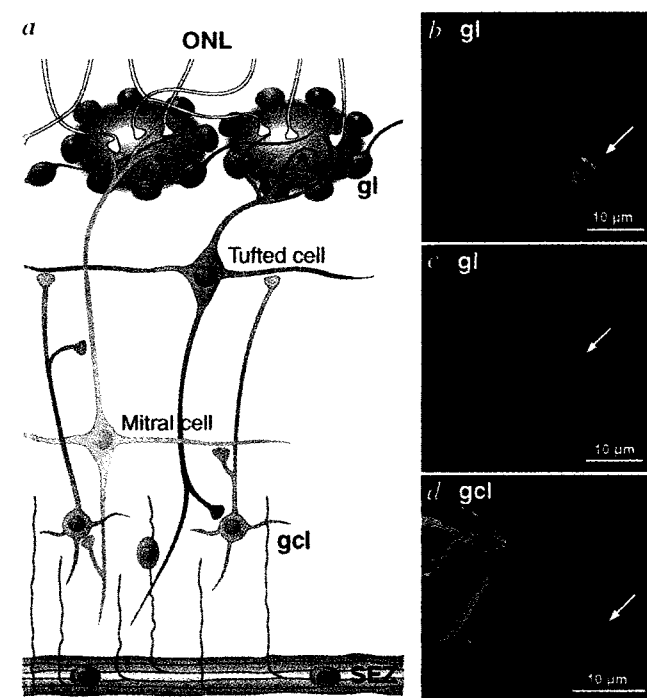 a
ONL
gl
Tufted cell
Mitral cell
gcl
SEZ
b gl
10 µm
c gl
10 µm
d gcl
10 µm